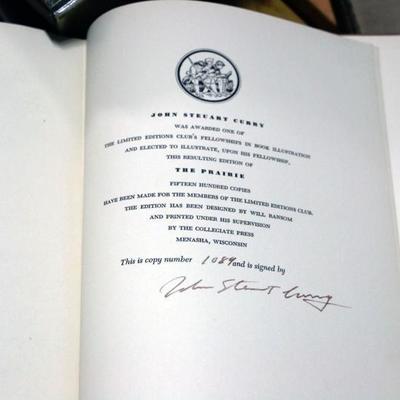 JOHN STEUART CURRY
WAS AWARDED ONE OF
THE LIMITED EDITIONS CLUB'S FELLOWSHIPS IN BOOK ILLUSTRATION
AND ELECTED TO ILLUSTRATE, UPON HIS FELLOWSHIP,
THIS RESULTING EDITION OF
THE PRAIRIE
FIFTEEN HUNDRED COPIES
HAVE BEEN MADE FOR THE MEMBERS OF THE LIMITED EDITIONS CLUB.
THE EDITION HAS BEEN DESIGNED BY WILL RANSOM
AND PRINTED UNDER HIS SUPERVISION
BY THE COLLEGIATE PRESS
MENASHA, WISCONSIN
This is copy number 1089 and is signed by
John Steuart Curry